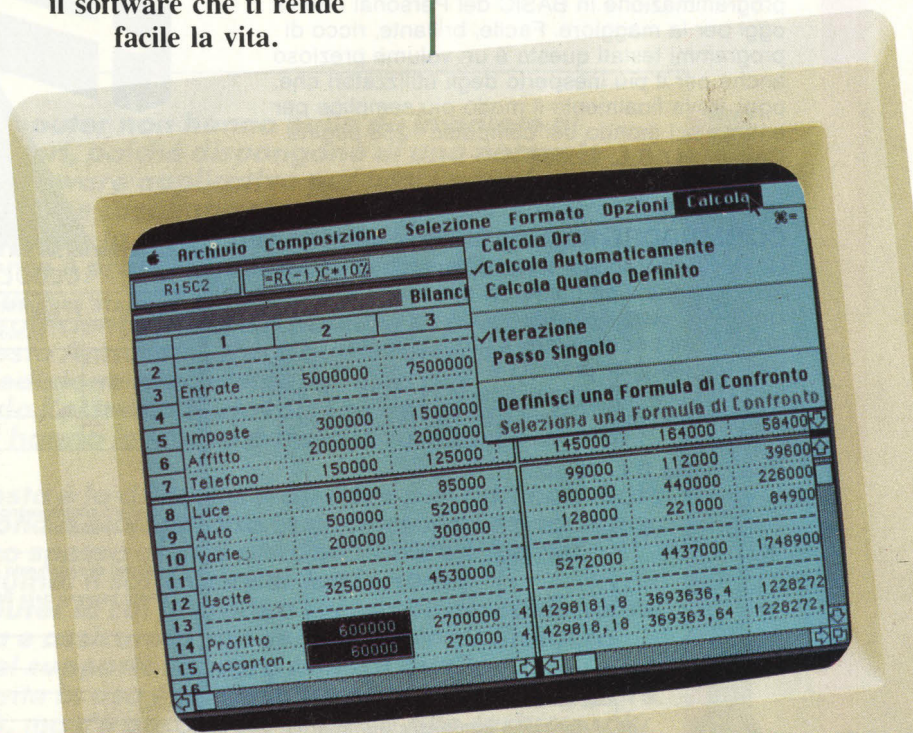 il software che ti rende
facile la vita.
Archivio Composizione Selezione Formato Opzioni Calcola
R15C2 =R(-1)C*10%
Calcola Ora ⌘=
✓Calcola Automaticamente
Calcola Quando Definito
✓Iterazione
Passo Singolo
Definisci una Formula di Confronto
Seleziona una Formula di Confronto
Bilanci
1 2 3
2
3 Entrate 5000000 7500000
4
5 Imposte 300000 1500000
6 Affitto 2000000 2000000
7 Telefono 150000 125000 145000 164000 58400
8 Luce 100000 85000 99000 112000 39600
9 Auto 500000 520000 800000 440000 226000
10 Varie 200000 300000 128000 221000 84900
11
12 Uscite 3250000 4530000 5272000 4437000 1748900
13
14 Profitto 600000 2700000 4 4298181,8 3693636,4 1228272
15 Accanton. 60000 270000 4 429818,18 369363,64 1228272,
16